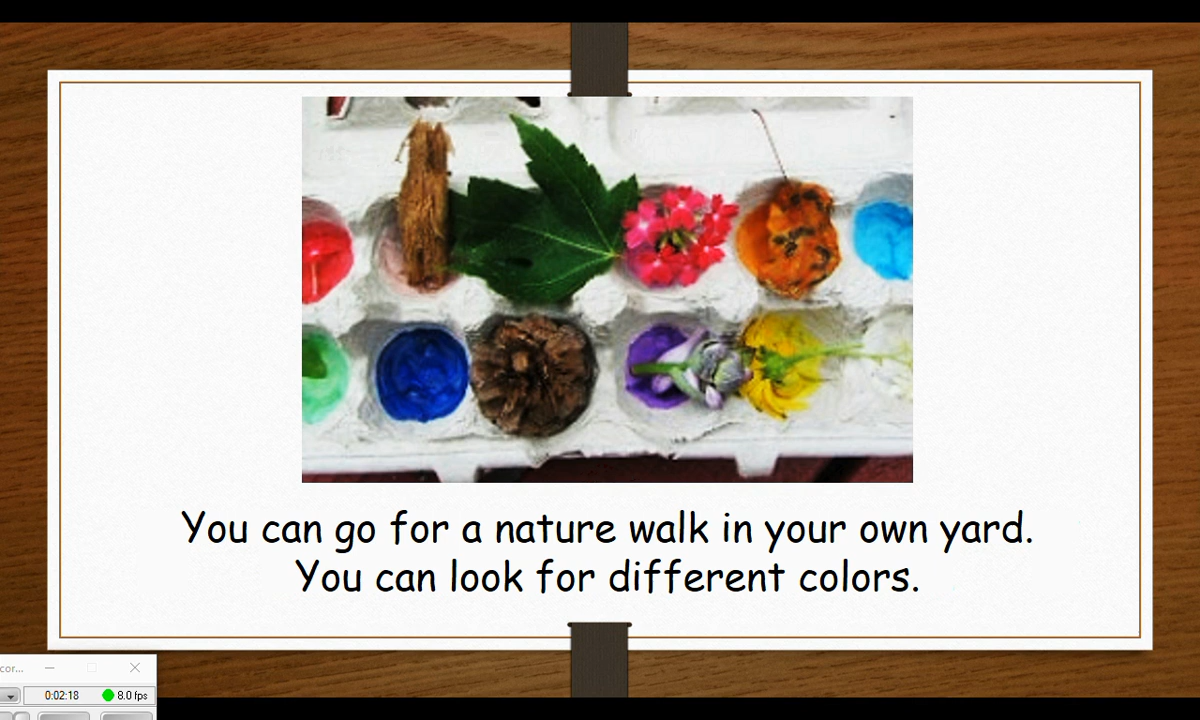 You can go for a nature walk in your own yard.
You can look for different colors.
cor...
0:02:18 8.0 fps